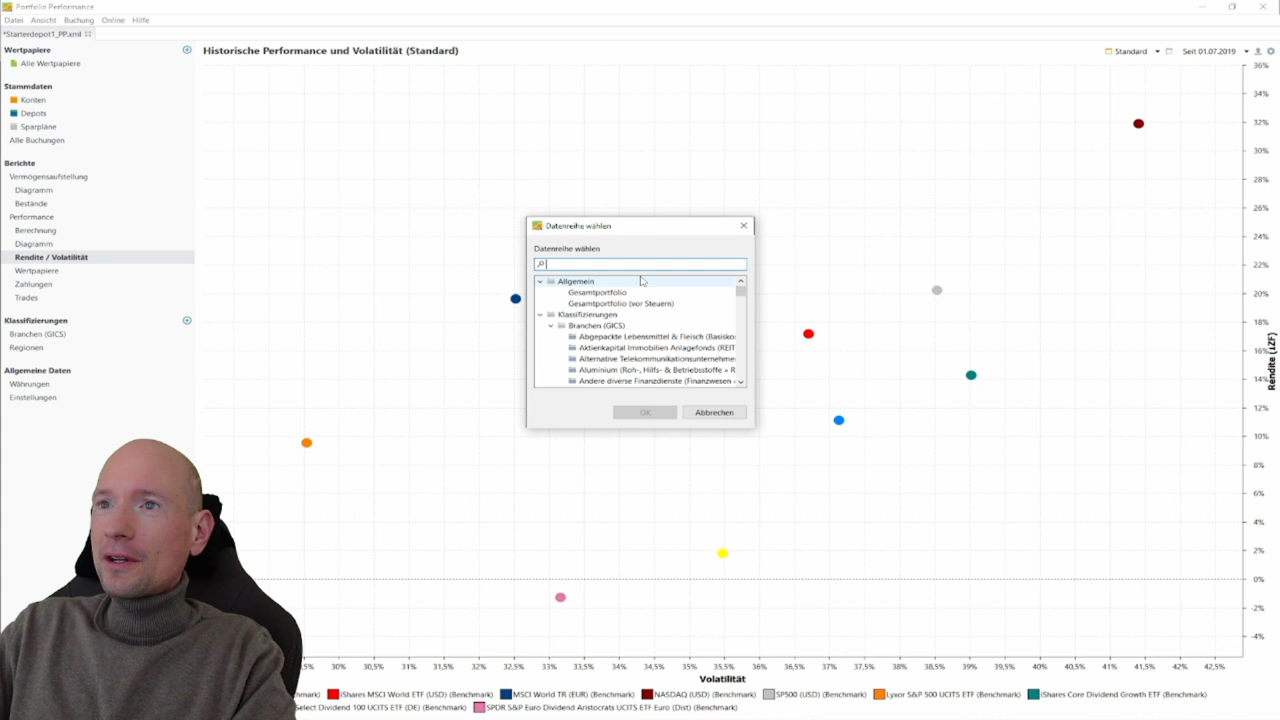 Portfolio Performance
Datei Ansicht Buchung Online Hilfe
*Starterdepot1_PP.xml
Wertpapiere
Alle Wertpapiere
Stammdaten
Konten
Depots
Sparpläne
Alle Buchungen
Berichte
Vermögensaufstellung
Diagramm
Bestände
Performance
Berechnung
Diagramm
Rendite / Volatilität
Wertpapiere
Zahlungen
Trades
Klassifizierungen
Branchen (GICS)
Regionen
Allgemeine Daten
Währungen
Einstellungen
Historische Performance und Volatilität (Standard)
Standard Seit 01.07.2019
36%
34%
32%
30%
28%
26%
24%
22%
20%
18%
16%
14%
12%
10%
8%
6%
4%
2%
0%
-2%
-4%
Rendite (TZF)
Datenreihe wählen
Datenreihe wählen
Allgemein
Gesamtportfolio
Gesamtportfolio (vor Steuern)
Klassifizierungen
Branchen (GICS)
Abgepackte Lebensmittel & Fleisch (Basiskon
Aktienkapital Immobilien Anlagefonds (REIT
Alternative Telekommunikationsunternehme
Aluminium (Roh-, Hilfs- & Betriebsstoffe » R
Andere diverse Finanzdienste (Finanzwesen
OK Abbrechen
,5% 30% 30,5% 31% 31,5% 32% 32,5% 33% 33,5% 34% 34,5% 35% 35,5% 36% 36,5% 37% 37,5% 38% 38,5% 39% 39,5% 40% 40,5% 41% 41,5% 42% 42,5%
Volatilität
hmark) iShares MSCI World ETF (USD) (Benchmark) MSCI World TR (EUR) (Benchmark) NASDAQ (USD) (Benchmark) SP500 (USD) (Benchmark) Lyxor S&P 500 UCITS ETF (Benchmark) iShares Core Dividend Growth ETF (Benchmark)
Select Dividend 100 UCITS ETF (DE) (Benchmark) SPDR S&P Euro Dividend Aristocrats UCITS ETF Euro (Dist) (Benchmark)